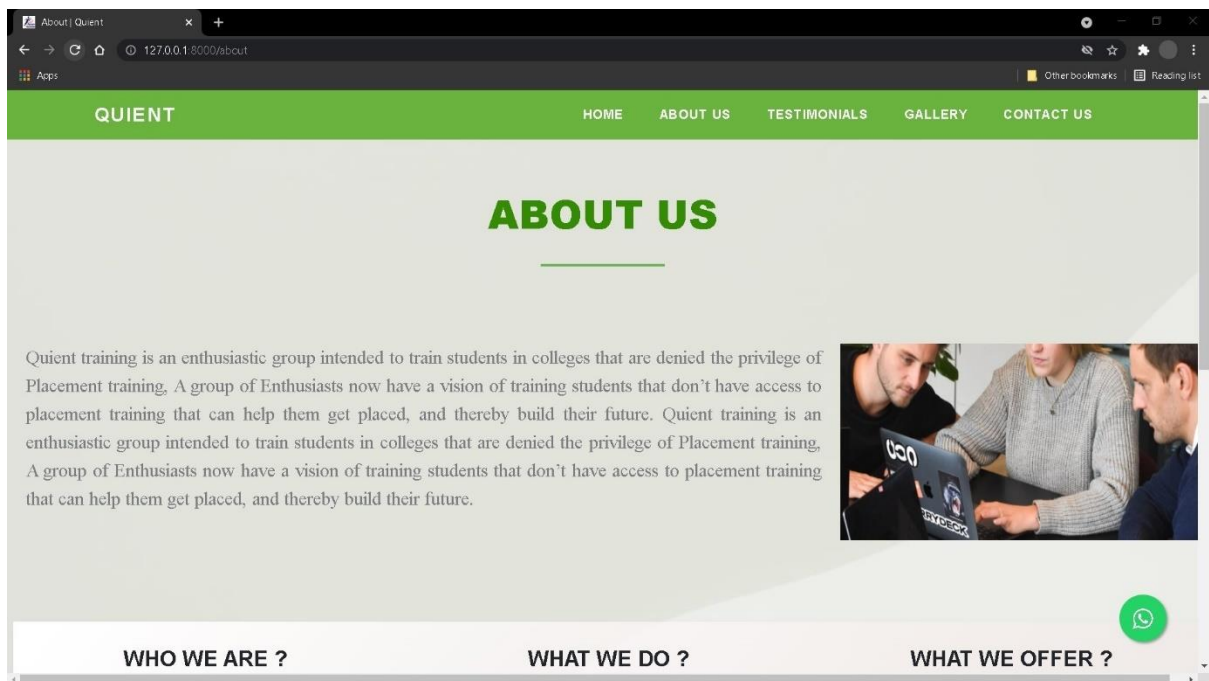 About | Quient
127.0.0.1:8000/about
Apps
Other bookmarks
Reading list
QUIENT
HOME
ABOUT US
TESTIMONIALS
GALLERY
CONTACT US
ABOUT US
Quient training is an enthusiastic group intended to train students in colleges that are denied the privilege of
Placement training, A group of Enthusiasts now have a vision of training students that don't have access to
placement training that can help them get placed, and thereby build their future. Quient training is an
enthusiastic group intended to train students in colleges that are denied the privilege of Placement training,
A group of Enthusiasts now have a vision of training students that don't have access to placement training
that can help them get placed, and thereby build their future.
WHO WE ARE ?
WHAT WE DO ?
WHAT WE OFFER ?